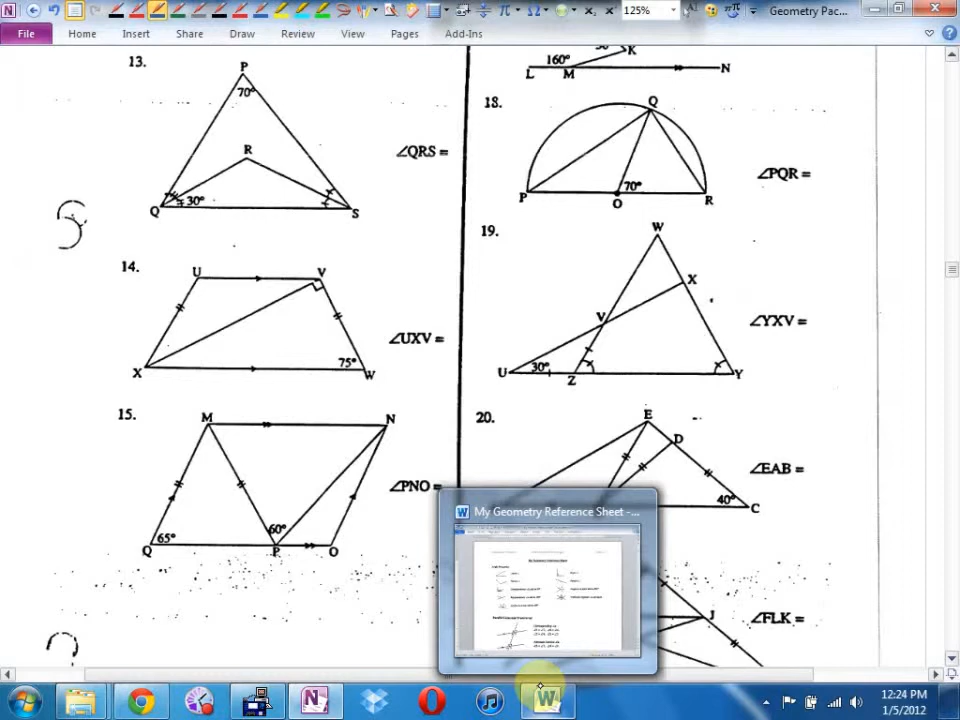 125%
Geometry Pac...
File Home Insert Share Draw Review View Pages Add-Ins
13.
P
70°
R
30°
Q
S
∠QRS =
14.
U
V
75°
X
W
∠UXV =
15.
M
N
65°
60°
Q
P
O
∠PNO =
K
160°
L
M
N
18.
Q
70°
P
O
R
∠PQR =
19.
W
X
V
U
30°
Z
Y
∠YXV =
20.
E
D
40°
C
∠EAB =
J
∠FLK =
My Geometry Reference Sheet -...
12:24 PM
1/5/2012